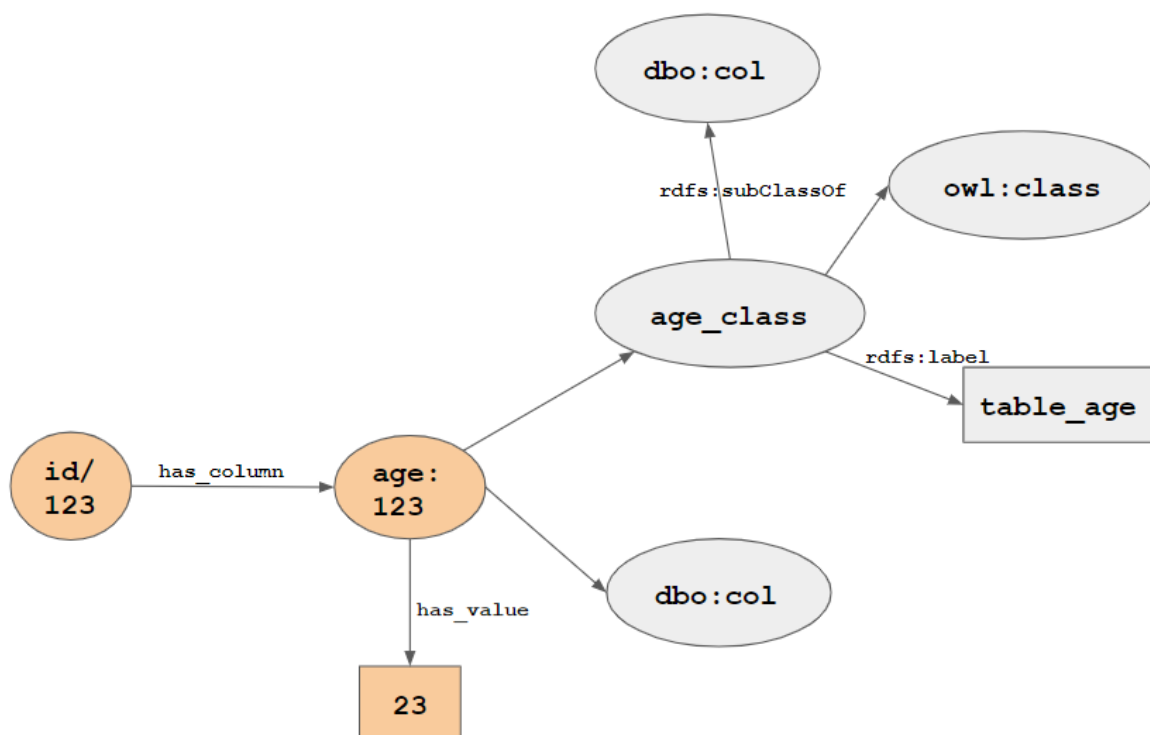 dbo:col
rdfs:subClassOf
owl:class
age_class
rdfs:label
table_age
id/
123
has_column
age:
123
dbo:col
has_value
23